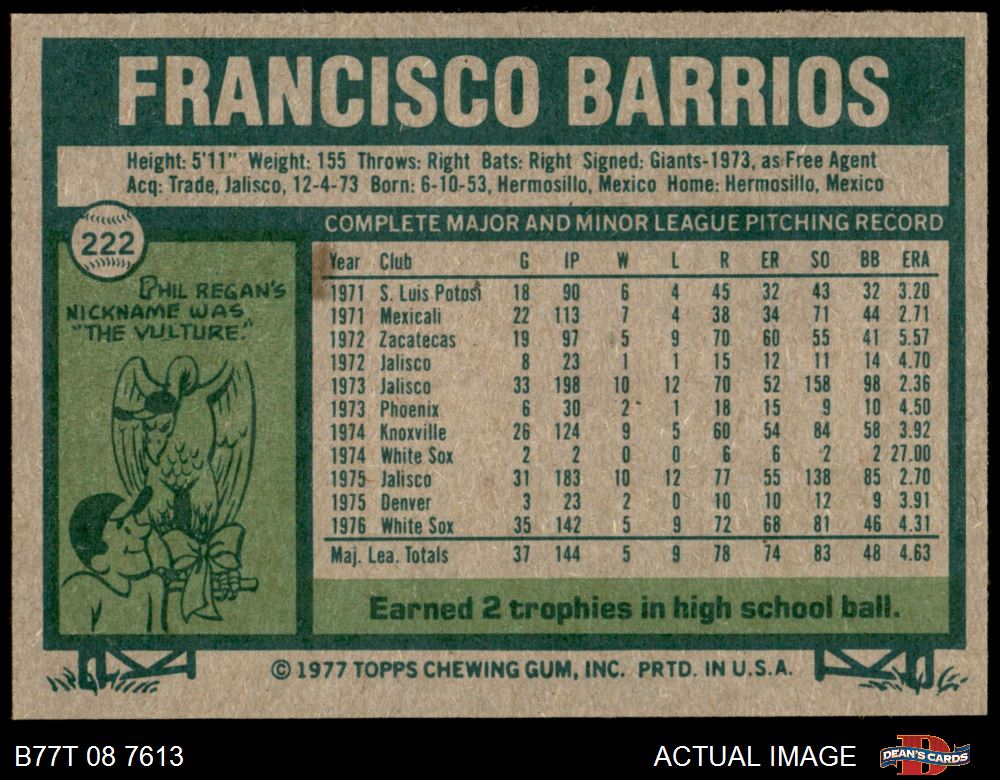 FRANCISCO BARRIOS
Height: 5'11" Weight: 155 Throws: Right Bats: Right Signed: Giants-1973, as Free Agent
Acq: Trade, Jalisco, 12-4-73 Born: 6-10-53, Hermosillo, Mexico Home: Hermosillo, Mexico
222
PHIL REGAN'S
NICKNAME WAS
"THE VULTURE."
COMPLETE MAJOR AND MINOR LEAGUE PITCHING RECORD
Year Club G IP W L R ER SO BB ERA
1971 S. Luis Potosi 18 90 6 4 45 32 43 32 3.20
1971 Mexicali 22 113 7 4 38 34 71 44 2.71
1972 Zacatecas 19 97 5 9 70 60 55 41 5.57
1972 Jalisco 8 23 1 1 15 12 11 14 4.70
1973 Jalisco 33 198 10 12 70 52 158 98 2.36
1973 Phoenix 6 30 2 1 18 15 9 10 4.50
1974 Knoxville 26 124 9 5 60 54 84 58 3.92
1974 White Sox 2 2 0 0 6 6 2 2 27.00
1975 Jalisco 31 183 10 12 77 55 138 85 2.70
1975 Denver 3 23 2 0 10 10 12 9 3.91
1976 White Sox 35 142 5 9 72 68 81 46 4.31
Maj. Lea. Totals 37 144 5 9 78 74 83 48 4.63
Earned 2 trophies in high school ball.
© 1977 TOPPS CHEWING GUM, INC. PRTD. IN U.S.A.
B77T 08 7613
ACTUAL IMAGE
D
DEAN'S CARDS